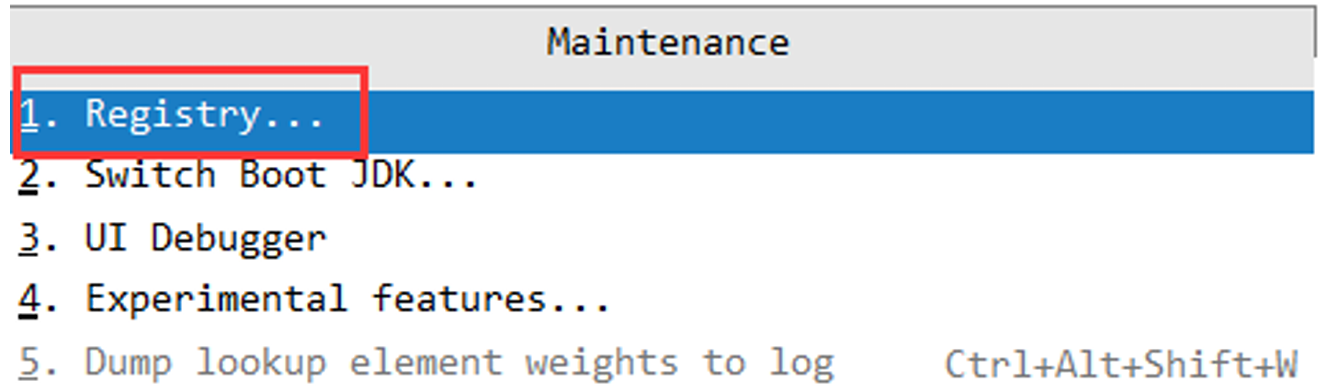 Maintenance
1. Registry...
2. Switch Boot JDK...
3. UI Debugger
4. Experimental features...
5. Dump lookup element weights to log Ctrl+Alt+Shift+W